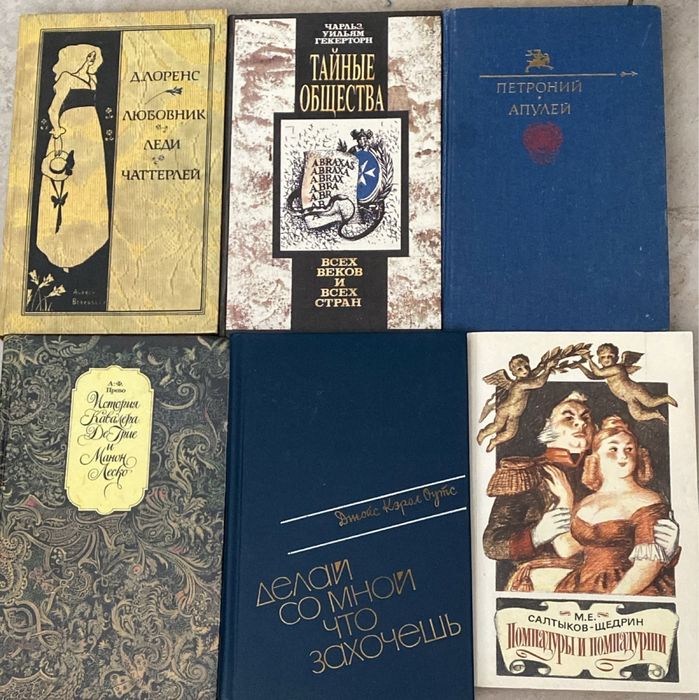 Д.ЛОРЕНС
ЛЮБОВНИК
ЛЕДИ
ЧАТТЕРЛЕЙ
ЧАРЛЬЗ
УИЛЬЯМ
ГЕКЕРТОРН
ТАЙНЫЕ
ОБЩЕСТВА
ABRAXAS
ABRAXA
ABRAX
ABRA
ABR
AB
ВСЕХ
ВЕКОВ
И
ВСЕХ
СТРАН
ПЕТРОНИЙ
АПУЛЕЙ
А.-Ф.
Прево
История
Кавалера
Де Грие
и
Манон
Леско
Джойс Кэрол Оутс
делай
со мной
что
захочешь
М.Е.
САЛТЫКОВ-ЩЕДРИН
Помпадуры и помпадурши